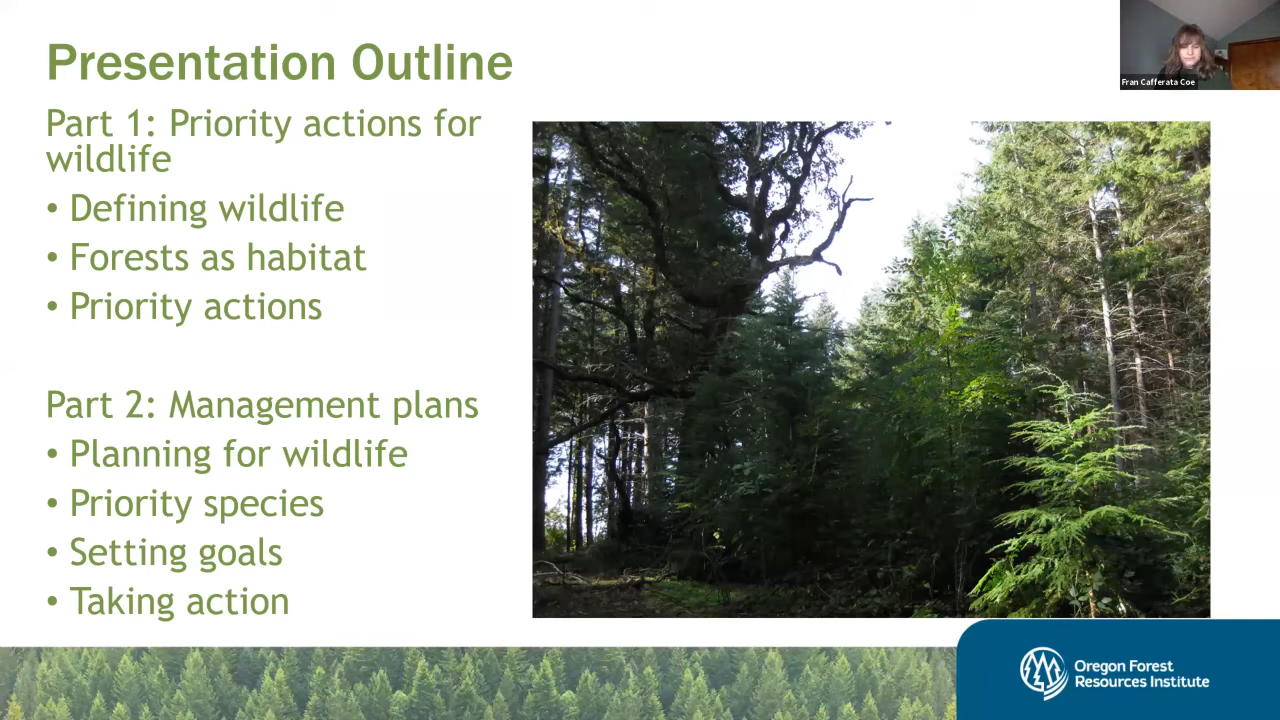 Presentation Outline
Part 1: Priority actions for
wildlife
• Defining wildlife
• Forests as habitat
• Priority actions
Part 2: Management plans
• Planning for wildlife
• Priority species
• Setting goals
• Taking action
Fran Cafferata Coe
Oregon Forest
Resources Institute